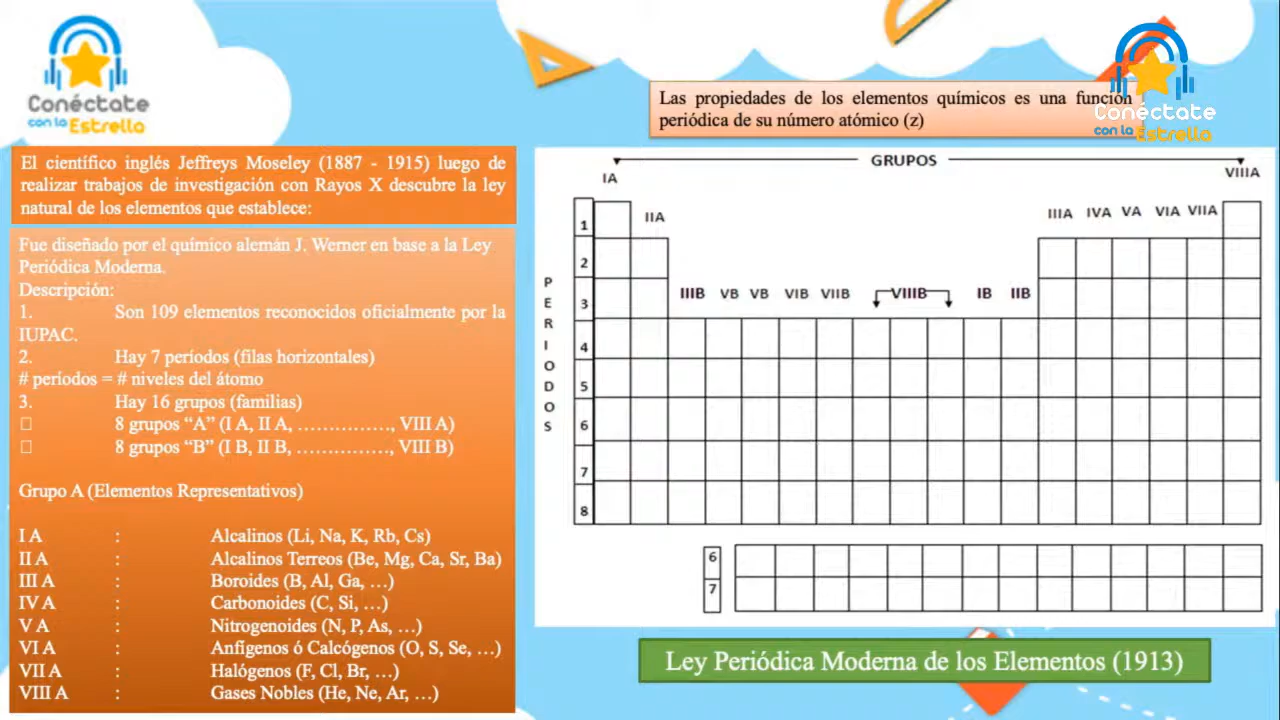 Conéctate
con la Estrella
Las propiedades de los elementos químicos es una función
periódica de su número atómico (z)
Conéctate
con la Estrella
El científico inglés Jeffreys Moseley (1887 - 1915) luego de
realizar trabajos de investigación con Rayos X descubre la ley
natural de los elementos que establece:
Fue diseñado por el químico alemán J. Werner en base a la Ley
Periódica Moderna.
Descripción:
1. Son 109 elementos reconocidos oficialmente por la
IUPAC.
2. Hay 7 períodos (filas horizontales)
# períodos = # niveles del átomo
3. Hay 16 grupos (familias)
□ 8 grupos “A” (I A, II A, ……………, VIII A)
□ 8 grupos “B” (I B, II B, ……………, VIII B)
Grupo A (Elementos Representativos)
I A : Alcalinos (Li, Na, K, Rb, Cs)
II A : Alcalinos Terreos (Be, Mg, Ca, Sr, Ba)
III A : Boroides (B, Al, Ga, …)
IV A : Carbonoides (C, Si, …)
V A : Nitrogenoides (N, P, As, …)
VI A : Anfígenos ó Calcógenos (O, S, Se, …)
VII A : Halógenos (F, Cl, Br, …)
VIII A : Gases Nobles (He, Ne, Ar, …)
GRUPOS
IA VIIIA
IIA IIIA IVA VA VIA VIIA
IIIB VB VB VIB VIIB VIIIB IB IIB
PERIODOS
1
2
3
4
5
6
7
8
6
7
Ley Periódica Moderna de los Elementos (1913)